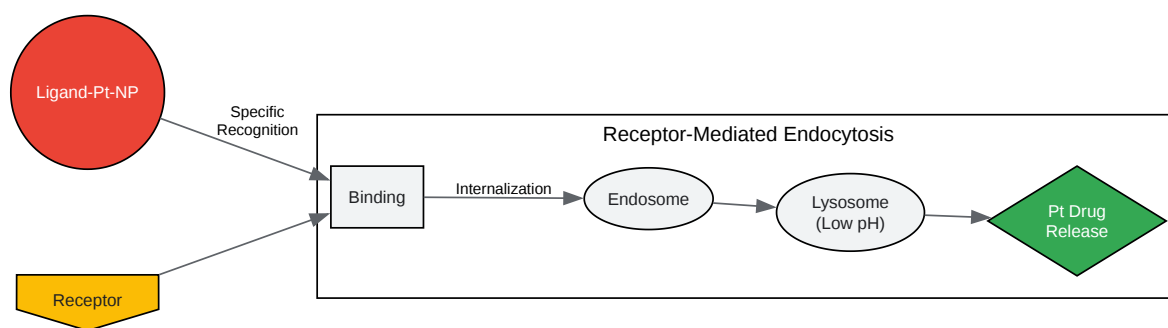 Ligand-Pt-NP
Specific
Recognition
Receptor-Mediated Endocytosis
Binding
Internalization
Endosome
Lysosome
(Low pH)
Pt Drug
Release
Receptor